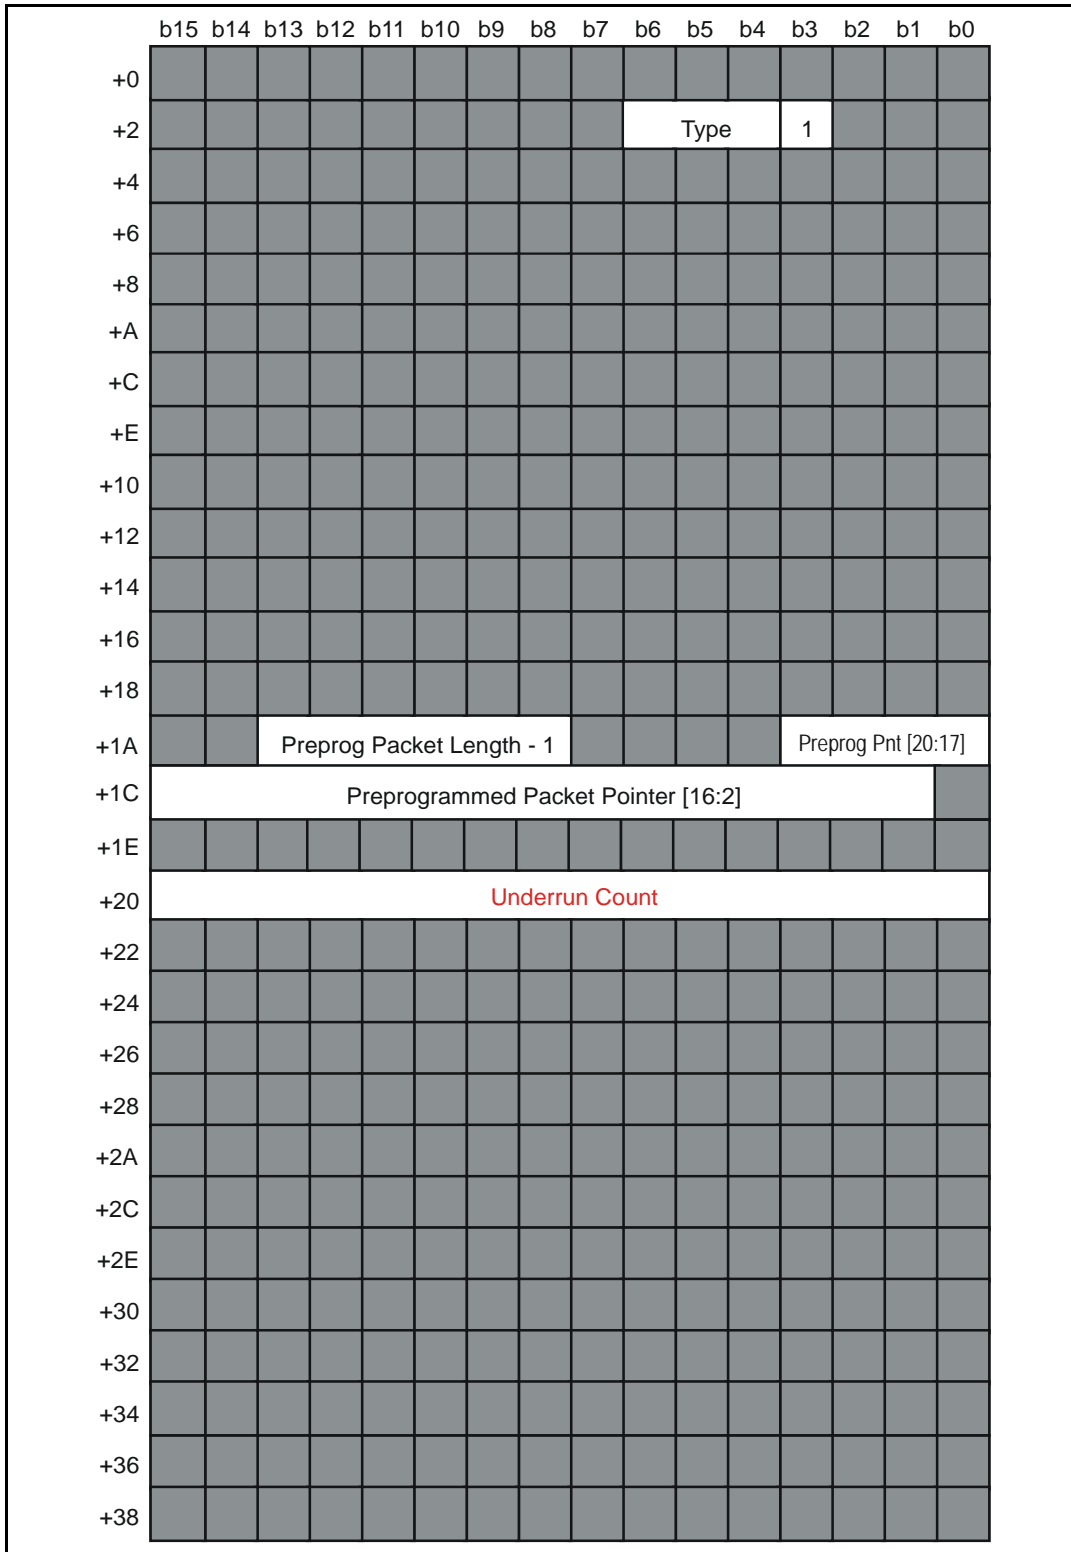 b15 b14 b13 b12 b11 b10 b9 b8 b7 b6 b5 b4 b3 b2 b1 b0
+0
+2 Type 1
+4
+6
+8
+A
+C
+E
+10
+12
+14
+16
+18
+1A Preprog Packet Length - 1 Preprog Pnt [20:17]
+1C Preprogrammed Packet Pointer [16:2]
+1E
+20 Underrun Count
+22
+24
+26
+28
+2A
+2C
+2E
+30
+32
+34
+36
+38